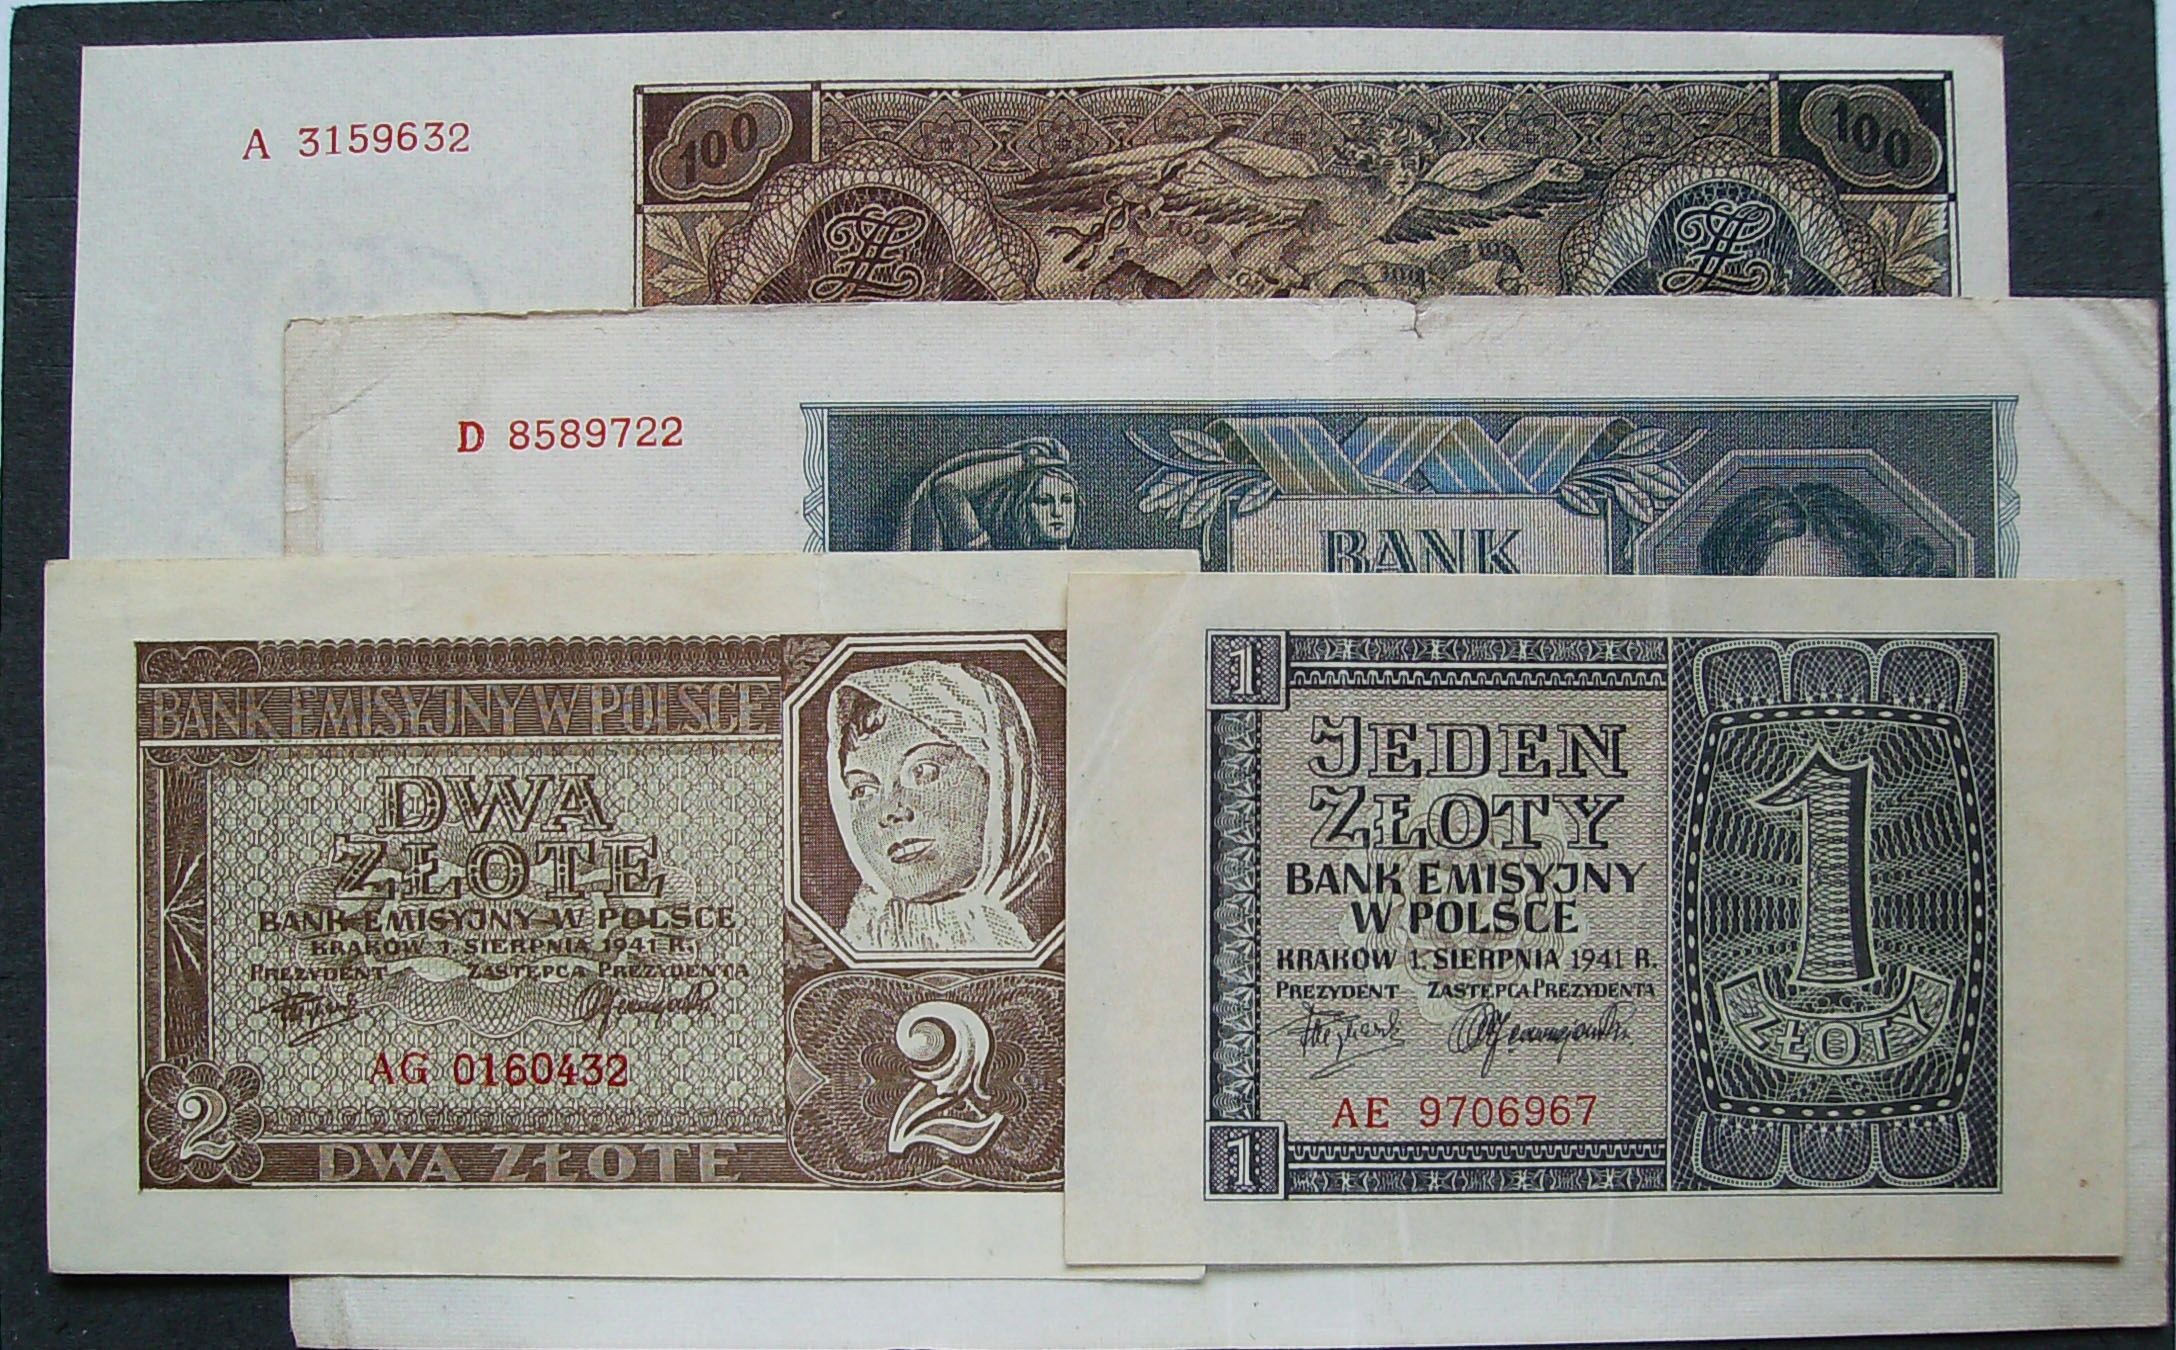 A 3159632
100
100
Zł
Zł
D 8589722
BANK
BANK EMISYJNY W POLSCE
DWA
ZŁOTE
BANK EMISYJNY W POLSCE
KRAKÓW 1. SIERPNIA 1941 R.
PREZYDENT ZASTĘPCA PREZYDENTA
AG 0160432
2
2
DWA ZŁOTE
1
JEDEN
ZŁOTY
BANK EMISYJNY
W POLSCE
KRAKÓW 1. SIERPNIA 1941 R.
PREZYDENT ZASTĘPCA PREZYDENTA
AE 9706967
1
1
ZŁOTY